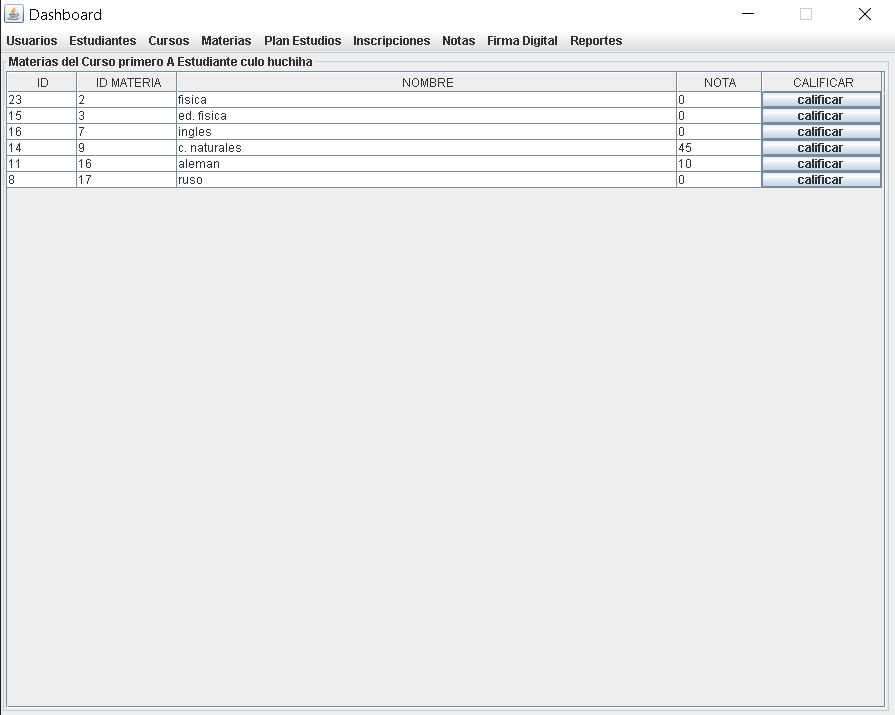 Dashboard
Usuarios Estudiantes Cursos Materias Plan Estudios Inscripciones Notas Firma Digital Reportes
Materias del Curso primero A Estudiante culo huchiha
ID ID MATERIA NOMBRE NOTA CALIFICAR
23 2 fisica 0 calificar
15 3 ed. fisica 0 calificar
16 7 ingles 0 calificar
14 9 c. naturales 45 calificar
11 16 aleman 10 calificar
8 17 ruso 0 calificar